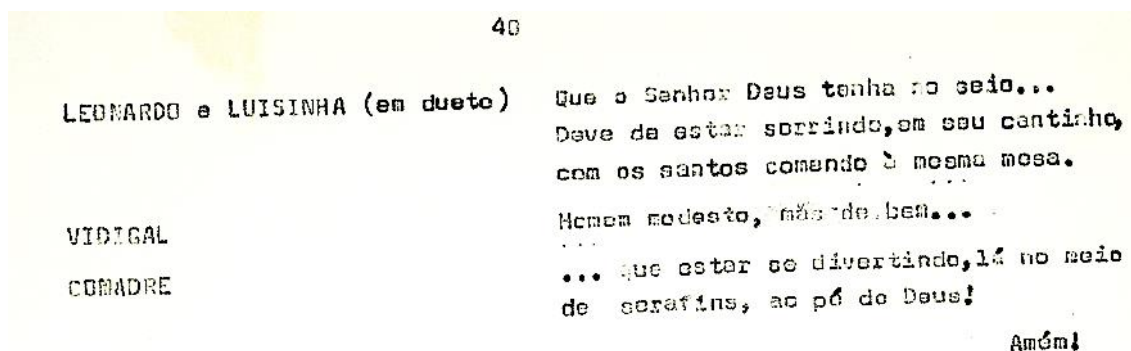 40
LEONARDO e LUISINHA (em dueto) Que o Senhor Deus tenha no seio...
Deve de estar sorrindo,em seu cantinho,
com os santos comendo à mesma mesa.
VIDIGAL Homem modesto, mas de bem...
COMADRE ... que estar se divertindo,lá no meio
de serafins, ao pé de Deus!
Amém!